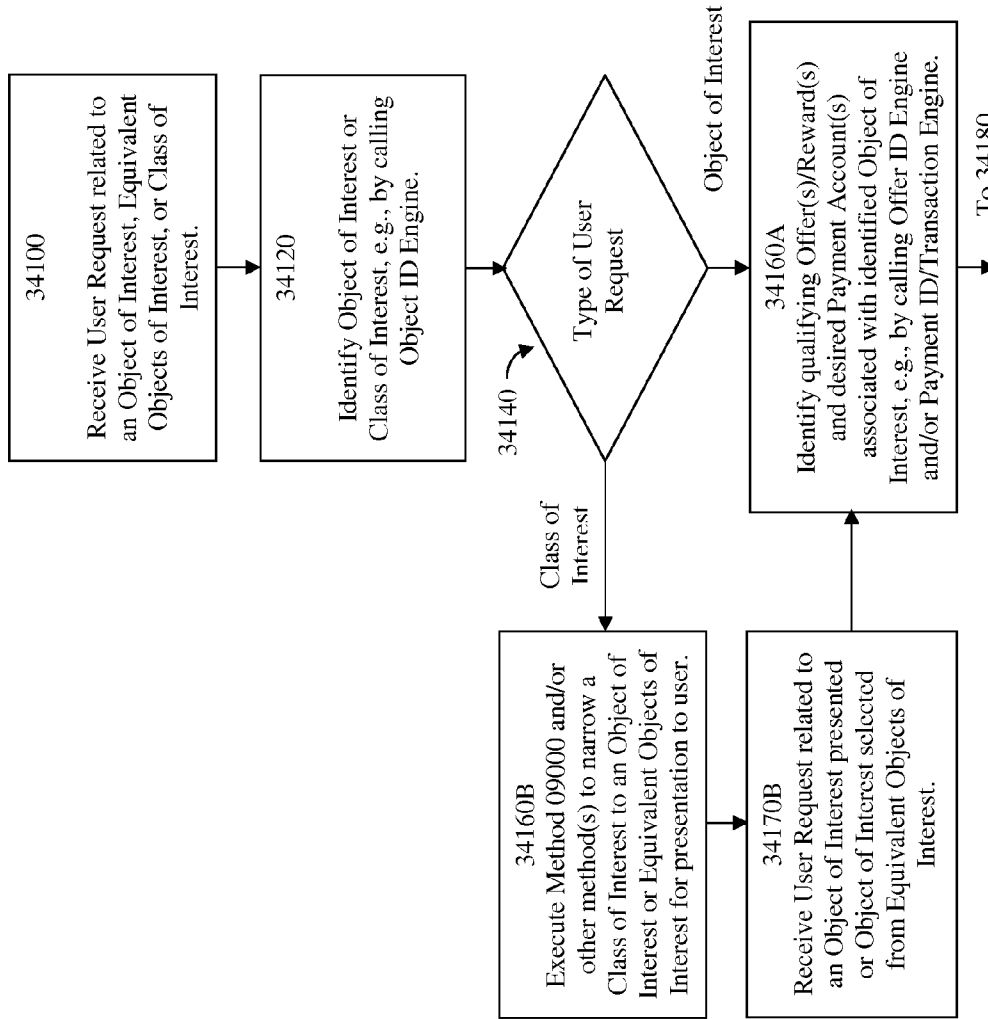 34100
Receive User Request related to
an Object of Interest, Equivalent
Objects of Interest, or Class of
Interest.
34120
Identify Object of Interest or
Class of Interest, e.g., by calling
Object ID Engine.
34140
Type of User
Request
Class of
Interest
Object of Interest
34160B
Execute Method 09000 and/or
other method(s) to narrow a
Class of Interest to an Object of
Interest or Equivalent Objects of
Interest for presentation to user.
34170B
Receive User Request related to
an Object of Interest presented
or Object of Interest selected
from Equivalent Objects of
Interest.
34160A
Identify qualifying Offer(s)/Reward(s)
and desired Payment Account(s)
associated with identified Object of
Interest, e.g., by calling Offer ID Engine
and/or Payment ID/Transaction Engine.
To 34180